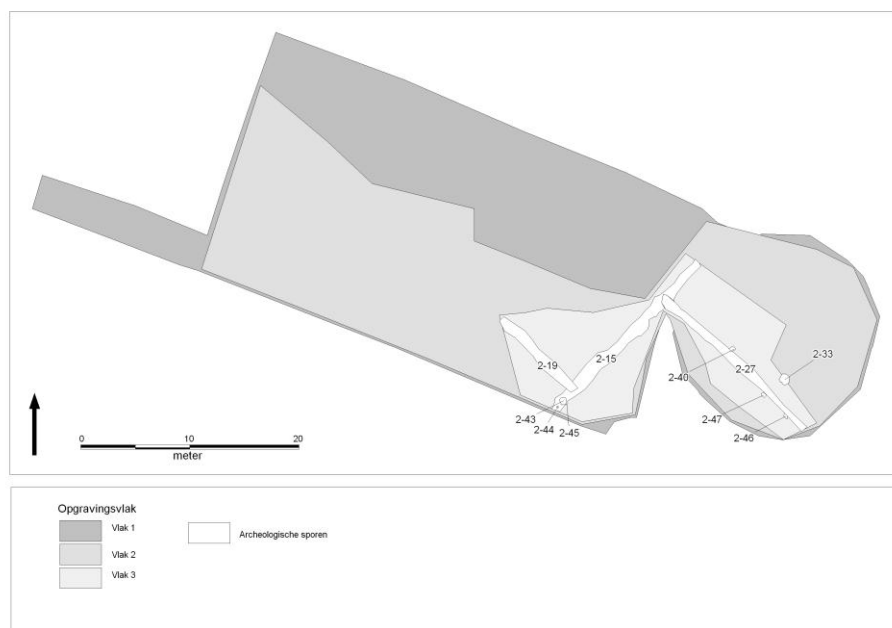 2-33
2-15
2-19
2-27
2-40
2-47
2-43
2-44
2-45
2-46
0
10
20
meter
Opgravingsvlak
Vlak 1
Archeologische sporen
Vlak 2
Vlak 3